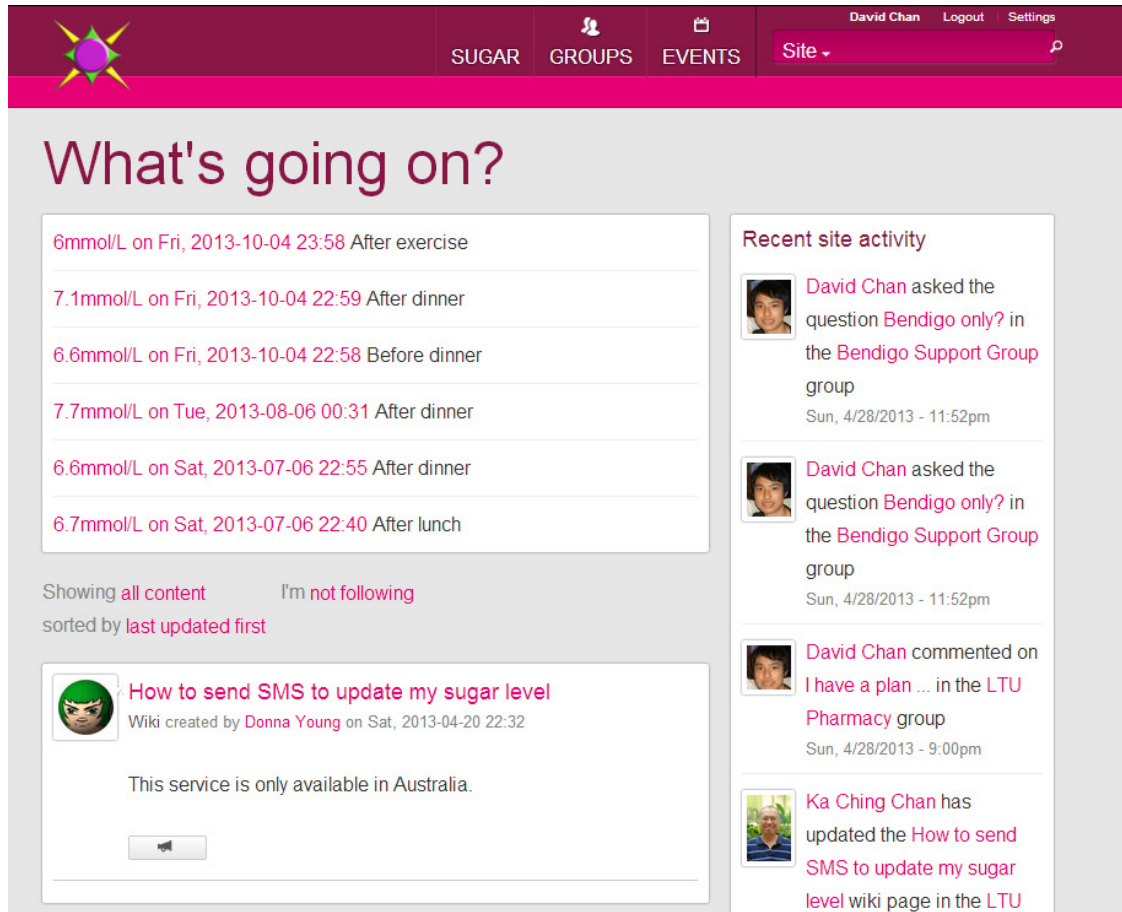 David Chan Logout Settings
SUGAR GROUPS EVENTS Site
What's going on?
6mmol/L on Fri, 2013-10-04 23:58 After exercise
7.1mmol/L on Fri, 2013-10-04 22:59 After dinner
6.6mmol/L on Fri, 2013-10-04 22:58 Before dinner
7.7mmol/L on Tue, 2013-08-06 00:31 After dinner
6.6mmol/L on Sat, 2013-07-06 22:55 After dinner
6.7mmol/L on Sat, 2013-07-06 22:40 After lunch
Showing all content I'm not following
sorted by last updated first
How to send SMS to update my sugar level
Wiki created by Donna Young on Sat, 2013-04-20 22:32
This service is only available in Australia.
Recent site activity
David Chan asked the
question Bendigo only? in
the Bendigo Support Group
group
Sun, 4/28/2013 - 11:52pm
David Chan asked the
question Bendigo only? in
the Bendigo Support Group
group
Sun, 4/28/2013 - 11:52pm
David Chan commented on
I have a plan ... in the LTU
Pharmacy group
Sun, 4/28/2013 - 9:00pm
Ka Ching Chan has
updated the How to send
SMS to update my sugar
level wiki page in the LTU